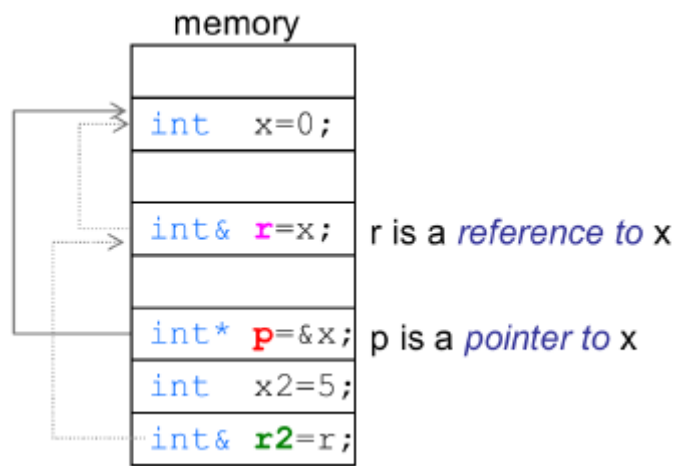 memory
int x=0;
int& r=x; r is a reference to x
int* p=&x; p is a pointer to x
int x2=5;
int& r2=r;